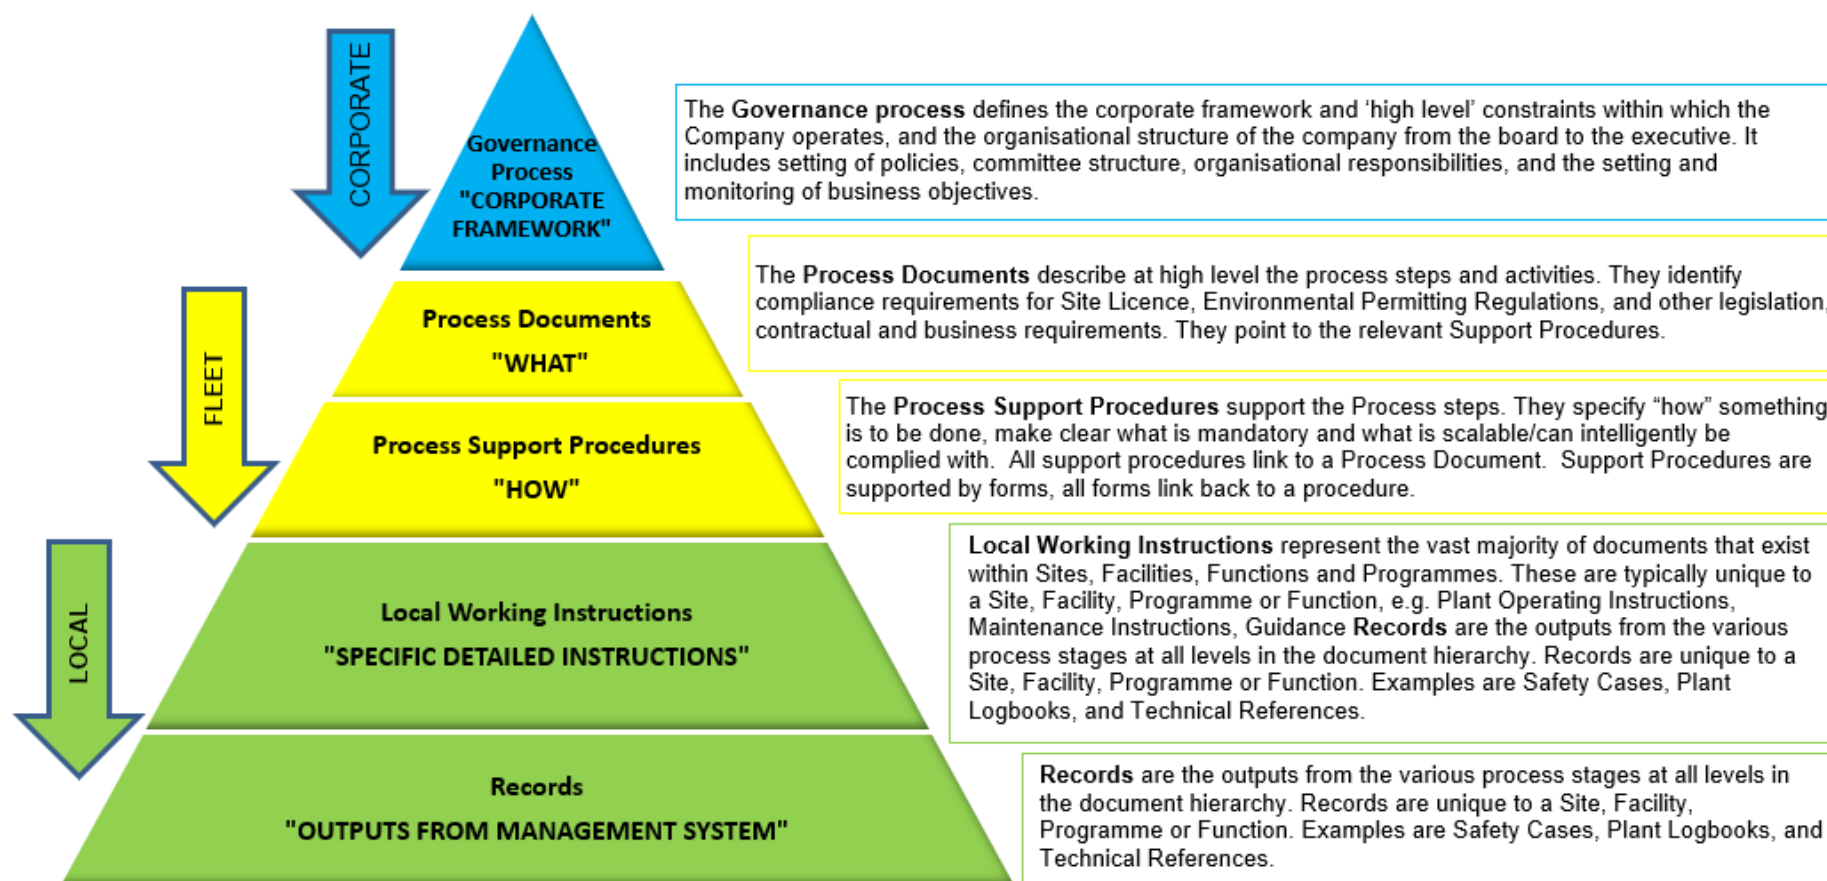 CORPORATE
Governance
Process
"CORPORATE
FRAMEWORK"
The Governance process defines the corporate framework and ‘high level’ constraints within which the
Company operates, and the organisational structure of the company from the board to the executive. It
includes setting of policies, committee structure, organisational responsibilities, and the setting and
monitoring of business objectives.
FLEET
Process Documents
"WHAT"
The Process Documents describe at high level the process steps and activities. They identify
compliance requirements for Site Licence, Environmental Permitting Regulations, and other legislation,
contractual and business requirements. They point to the relevant Support Procedures.
Process Support Procedures
"HOW"
The Process Support Procedures support the Process steps. They specify “how” something
is to be done, make clear what is mandatory and what is scalable/can intelligently be
complied with.  All support procedures link to a Process Document.  Support Procedures are
supported by forms, all forms link back to a procedure.
LOCAL
Local Working Instructions
"SPECIFIC DETAILED INSTRUCTIONS"
Local Working Instructions represent the vast majority of documents that exist
within Sites, Facilities, Functions and Programmes. These are typically unique to
a Site, Facility, Programme or Function, e.g. Plant Operating Instructions,
Maintenance Instructions, Guidance Records are the outputs from the various
process stages at all levels in the document hierarchy. Records are unique to a
Site, Facility, Programme or Function. Examples are Safety Cases, Plant
Logbooks, and Technical References.
Records
"OUTPUTS FROM MANAGEMENT SYSTEM"
Records are the outputs from the various process stages at all levels in
the document hierarchy. Records are unique to a Site, Facility,
Programme or Function. Examples are Safety Cases, Plant Logbooks, and
Technical References.